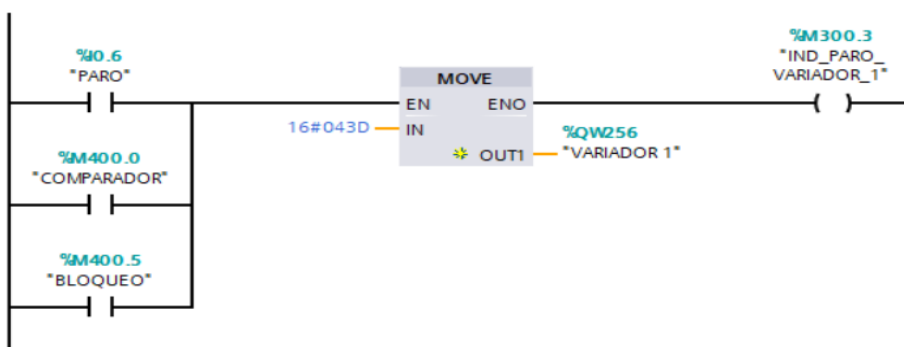 %I0.6
"PARO"
%M300.3
"IND_PARO_
VARIADOR_1"
MOVE
EN
ENO
16#043D
IN
%QW256
OUT1
"VARIADOR 1"
%M400.0
"COMPARADOR"
%M400.5
"BLOQUEO"